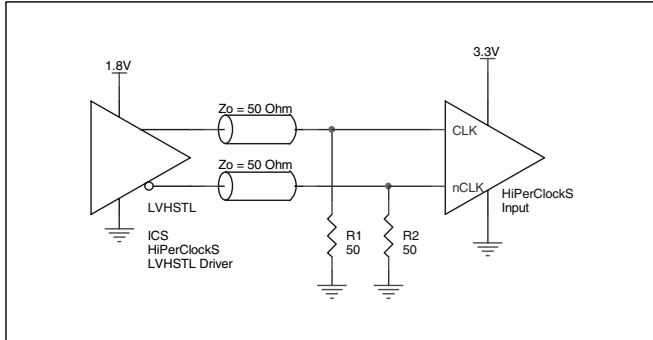 1.8V
3.3V
Zo = 50 Ohm
CLK
Zo = 50 Ohm
nCLK
HiPerClockS
Input
LVHSTL
ICS
HiPerClockS
LVHSTL Driver
R1
50
R2
50